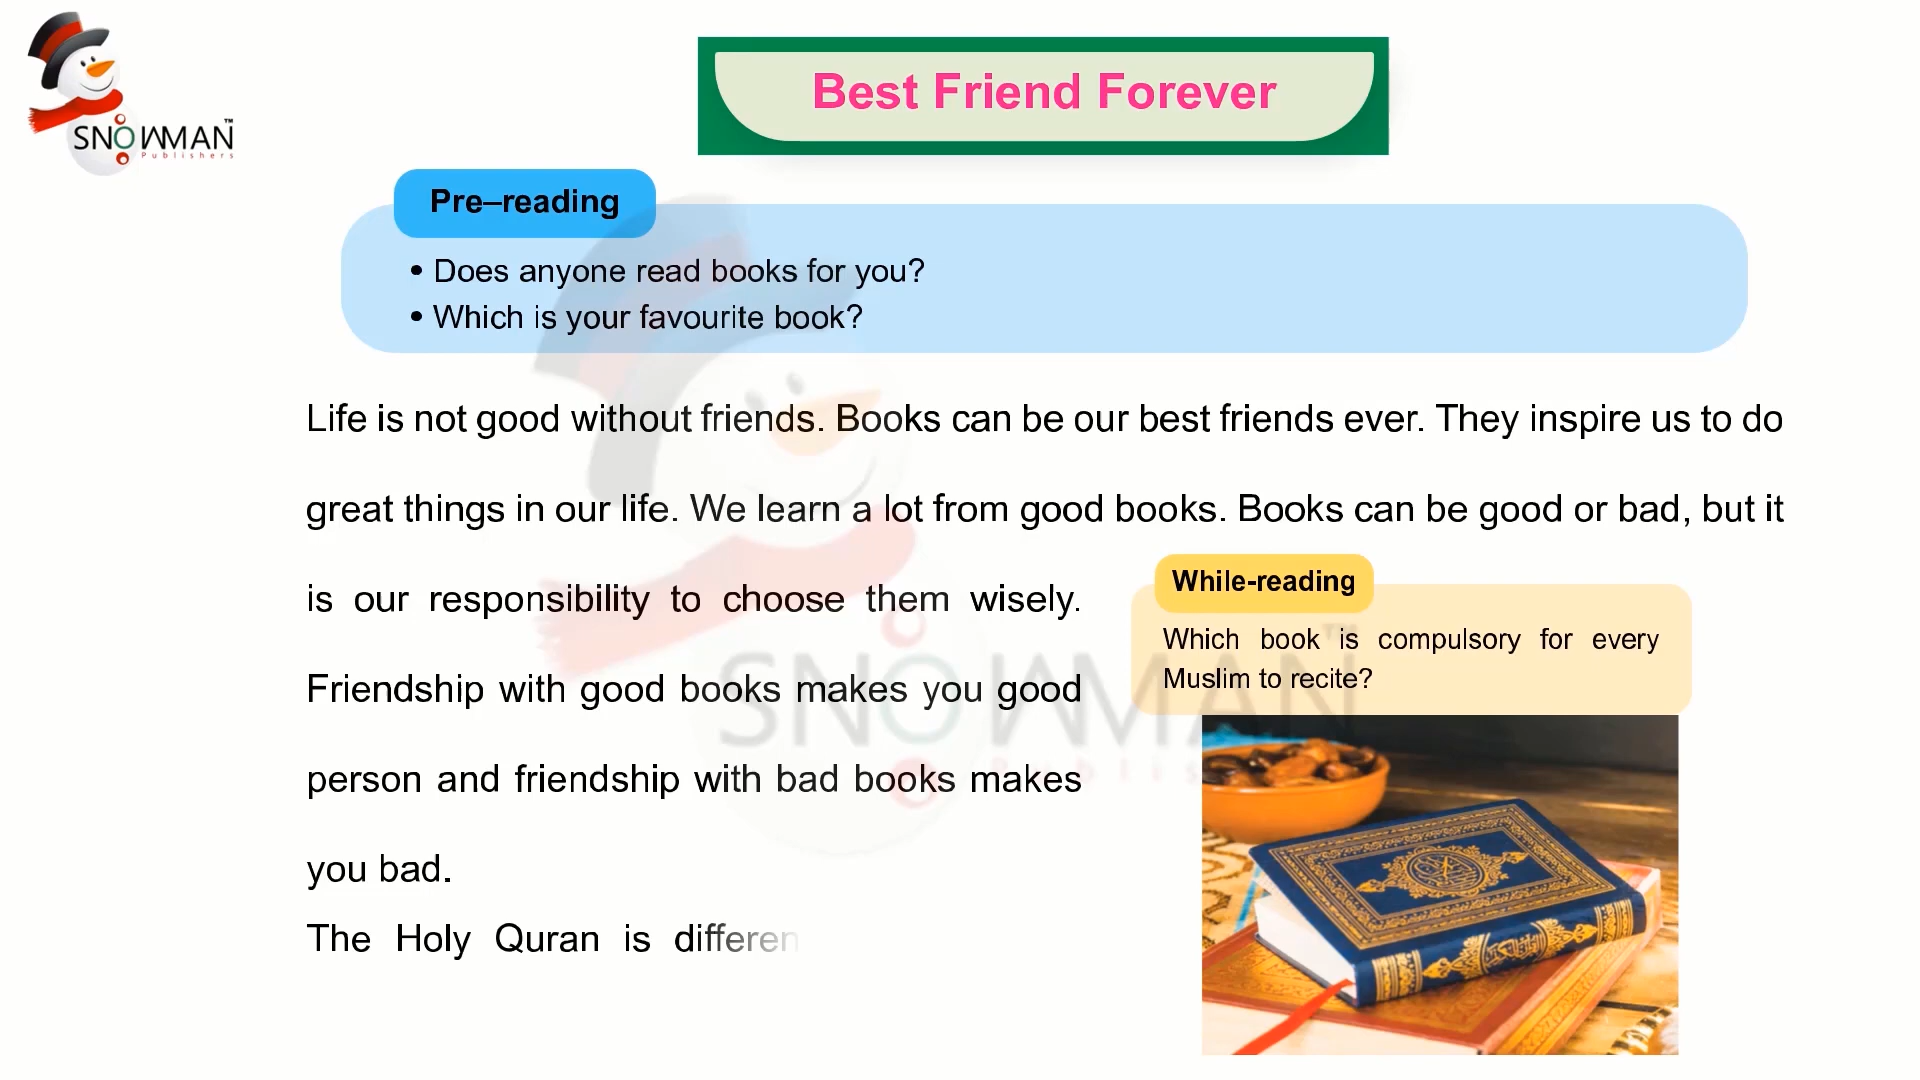 SNOWMAN™
Publishers
Best Friend Forever
Pre–reading
• Does anyone read books for you?
• Which is your favourite book?
Life is not good without friends. Books can be our best friends ever. They inspire us to do
great things in our life. We learn a lot from good books. Books can be good or bad, but it
is our responsibility to choose them wisely.
Friendship with good books makes you good
person and friendship with bad books makes
you bad.
The Holy Quran is differen
While-reading
Which book is compulsory for every
Muslim to recite?
SNOWMAN™
Publis